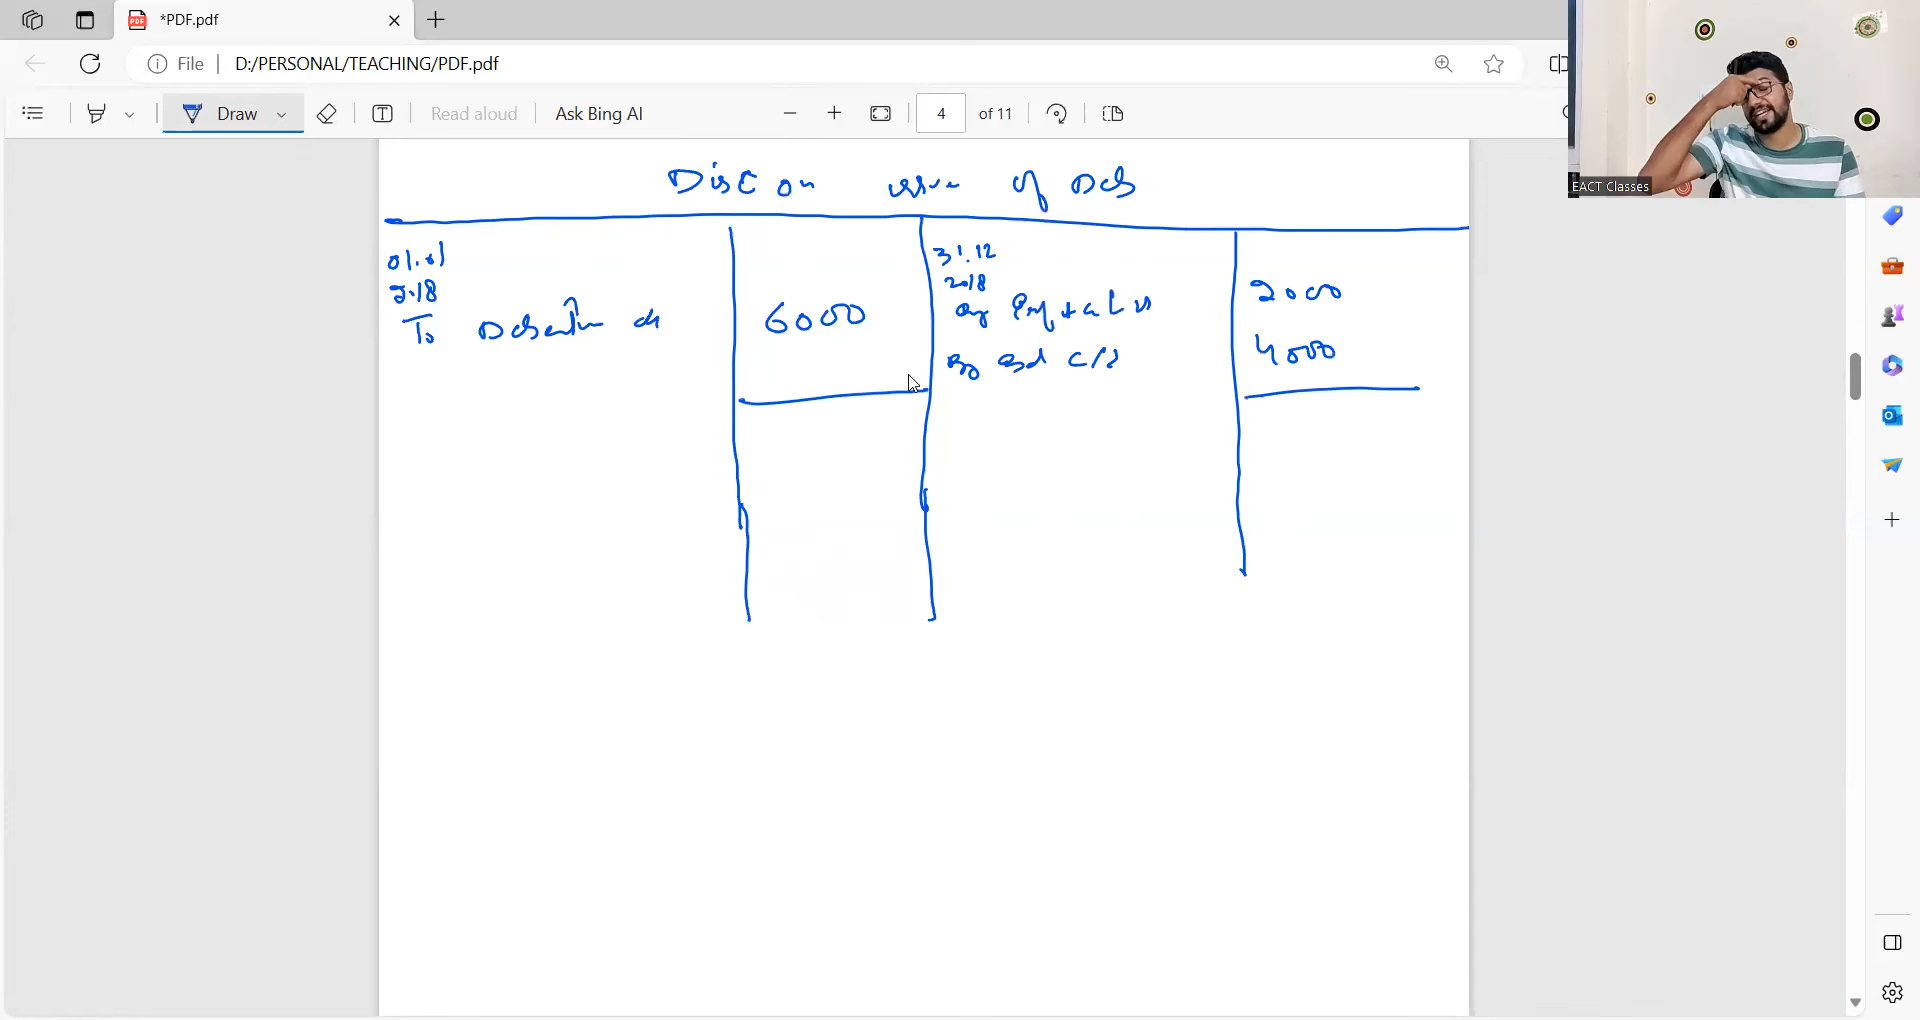 *PDF.pdf
File D:/PERSONAL/TEACHING/PDF.pdf
Draw Read aloud Ask Bing AI 4 of 11
EACT Classes
Disc on issue of Deb
01.01
2018
To Debenture
6000
31.12
2018
By
2000
By Bal c/d
4000